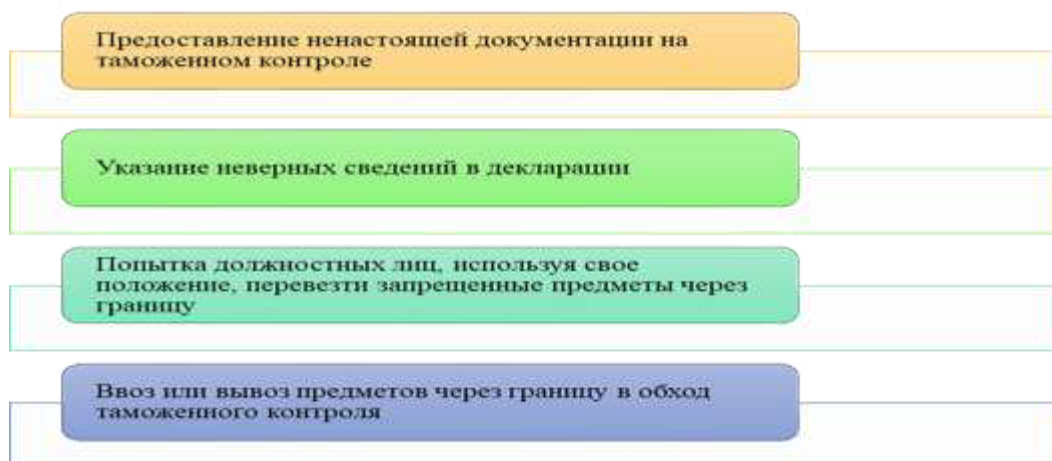 Предоставление ненастоящей документации на
таможенном контроле
Указание неверных сведений в декларации
Попытка должностных лиц, используя свое
положение, перевезти запрещенные предметы через
границу
Ввоз или вывоз предметов через границу в обход
таможенного контроля